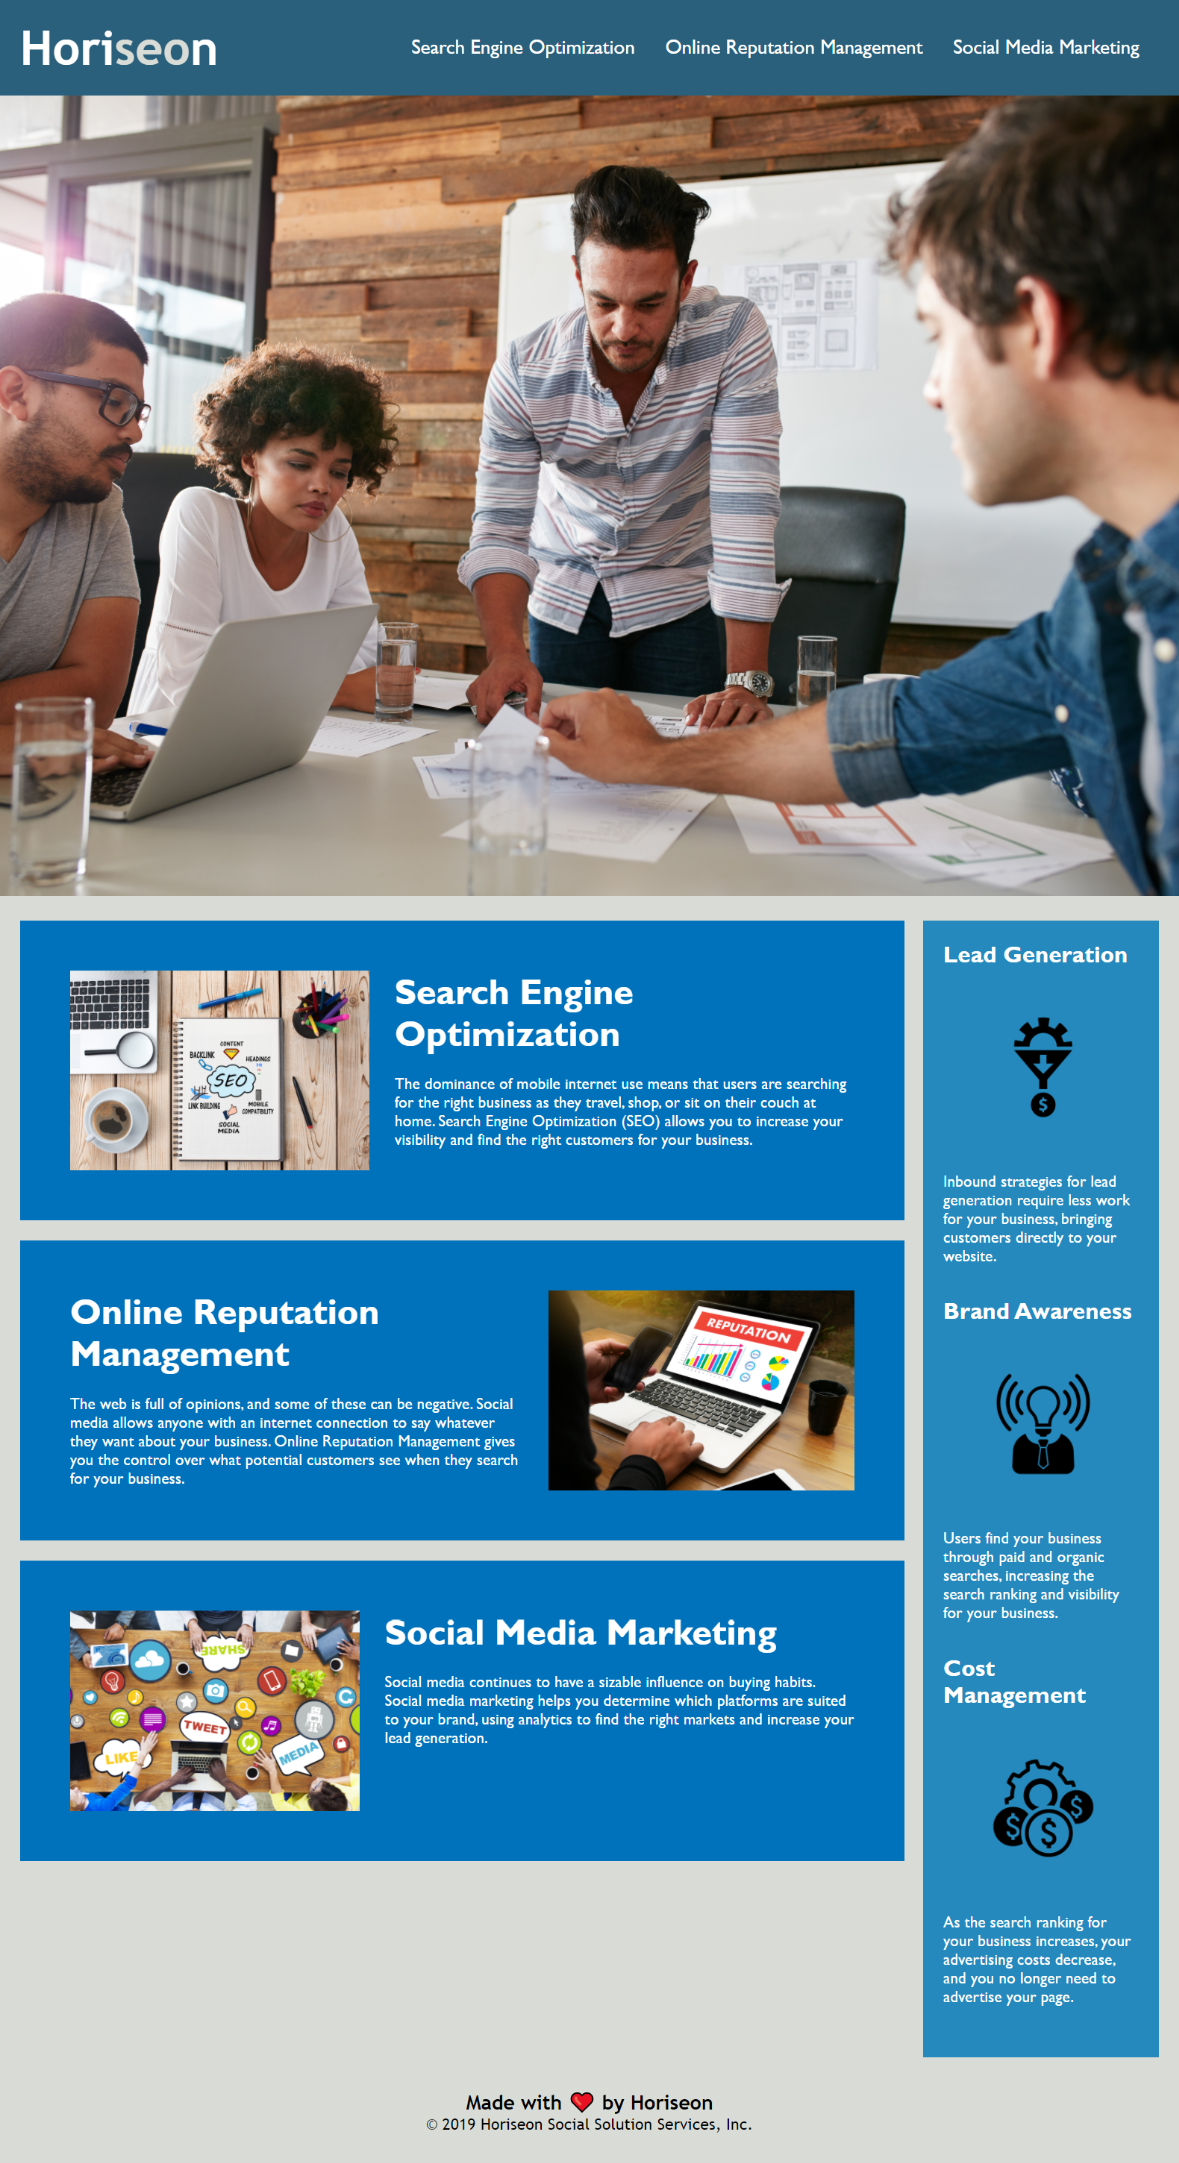 Horiseon
Search Engine Optimization
Online Reputation Management
Social Media Marketing
CONTENT
BACKLINK
HEADINGS
SEO
LINK BUILDING
MOBILE
COMPATIBILITY
SOCIAL
MEDIA
Search Engine
Optimization
The dominance of mobile internet use means that users are searching
for the right business as they travel, shop, or sit on their couch at
home. Search Engine Optimization (SEO) allows you to increase your
visibility and find the right customers for your business.
Online Reputation
Management
The web is full of opinions, and some of these can be negative. Social
media allows anyone with an internet connection to say whatever
they want about your business. Online Reputation Management gives
you the control over what potential customers see when they search
for your business.
REPUTATION
SHARE
TWEET
LIKE
MEDIA
Social Media Marketing
Social media continues to have a sizable influence on buying habits.
Social media marketing helps you determine which platforms are suited
to your brand, using analytics to find the right markets and increase your
lead generation.
Lead Generation
$
Inbound strategies for lead
generation require less work
for your business, bringing
customers directly to your
website.
Brand Awareness
Users find your business
through paid and organic
searches, increasing the
search ranking and visibility
for your business.
Cost
Management
$ $ $
As the search ranking for
your business increases, your
advertising costs decrease,
and you no longer need to
advertise your page.
Made with ❤️ by Horiseon
© 2019 Horiseon Social Solution Services, Inc.